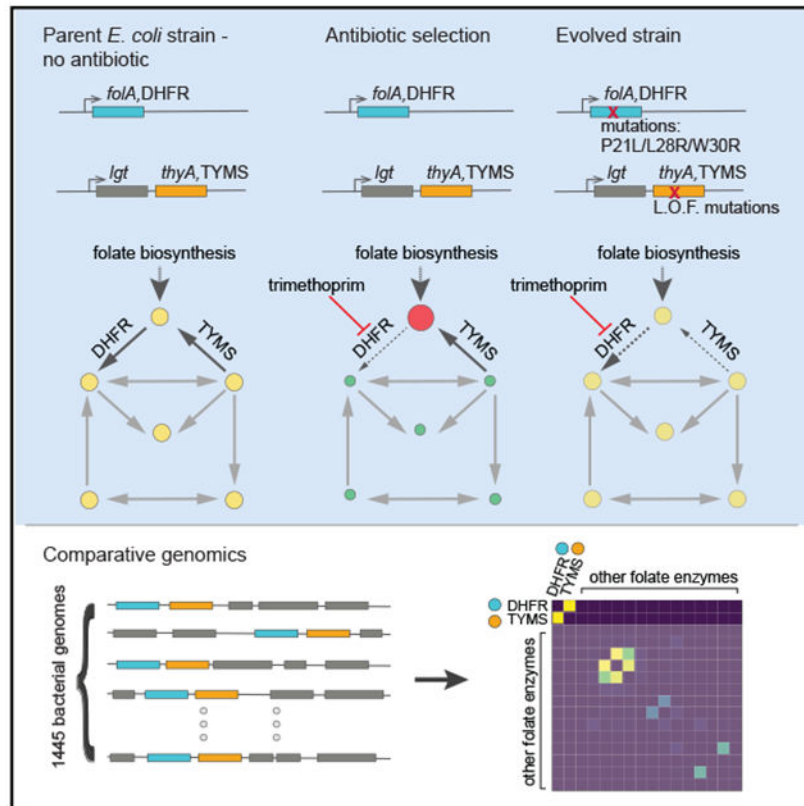 Parent E. coli strain -
no antibiotic
folA,DHFR
lgt thyA,TYMS
folate biosynthesis
DHFR
TYMS
Antibiotic selection
folA,DHFR
lgt thyA,TYMS
folate biosynthesis
trimethoprim
DHFR
TYMS
Evolved strain
folA,DHFR
x
mutations:
P21L/L28R/W30R
lgt thyA,TYMS
x
L.O.F. mutations
folate biosynthesis
trimethoprim
DHFR
TYMS
Comparative genomics
1445 bacterial genomes
DHFR
TYMS
other folate enzymes
DHFR
TYMS
other folate enzymes